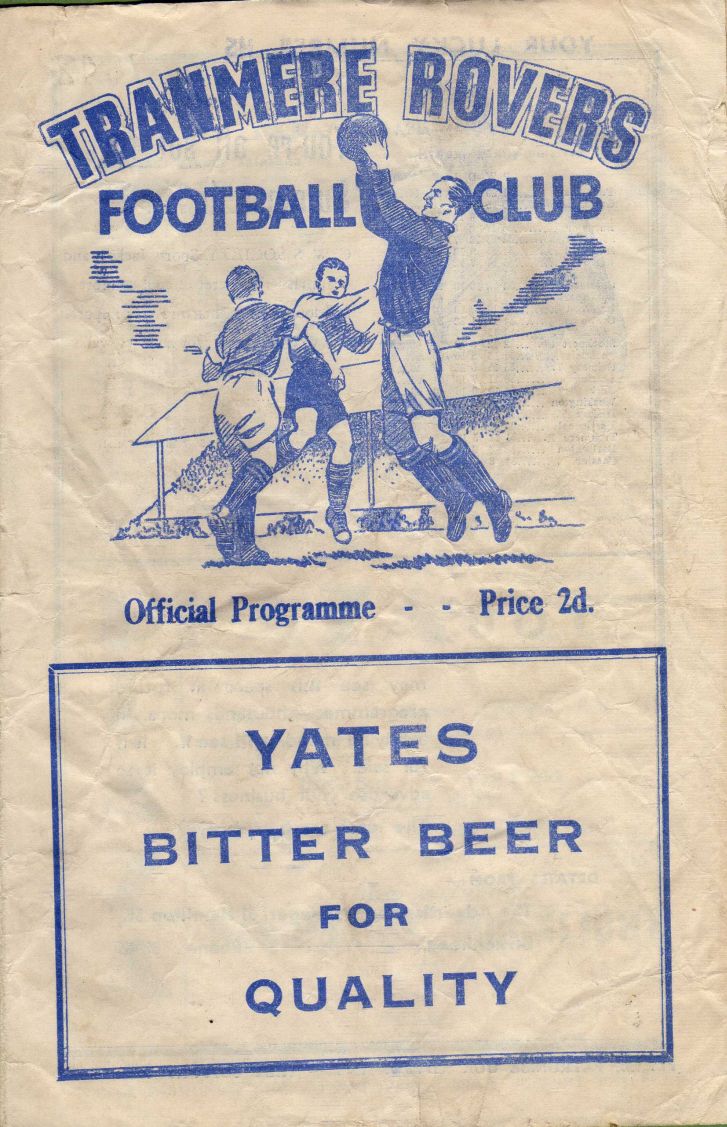 TRANMERE ROVERS
FOOTBALL CLUB
Official Programme - - Price 2d.
YATES
BITTER BEER
FOR
QUALITY